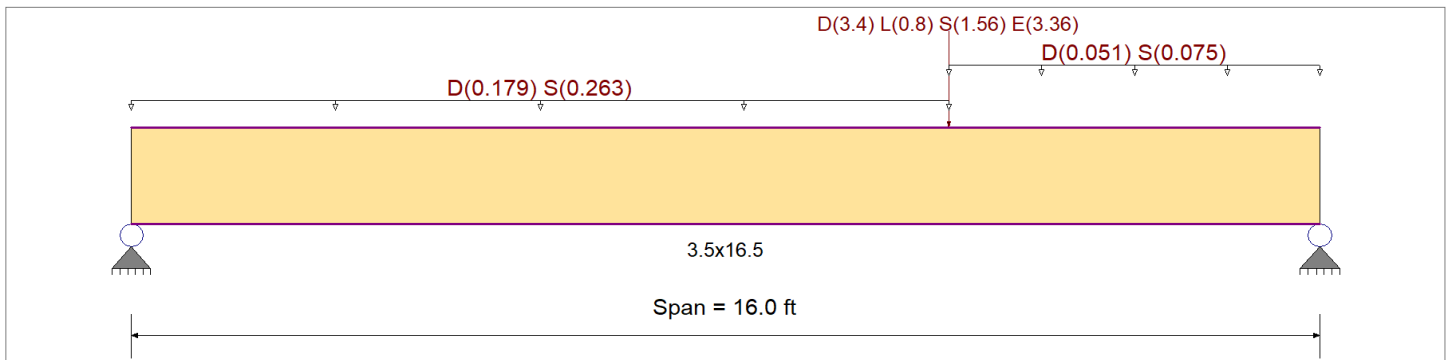 D(3.4) L(0.8) S(1.56) E(3.36)
D(0.051) S(0.075)
D(0.179) S(0.263)
3.5x16.5
Span = 16.0 ft